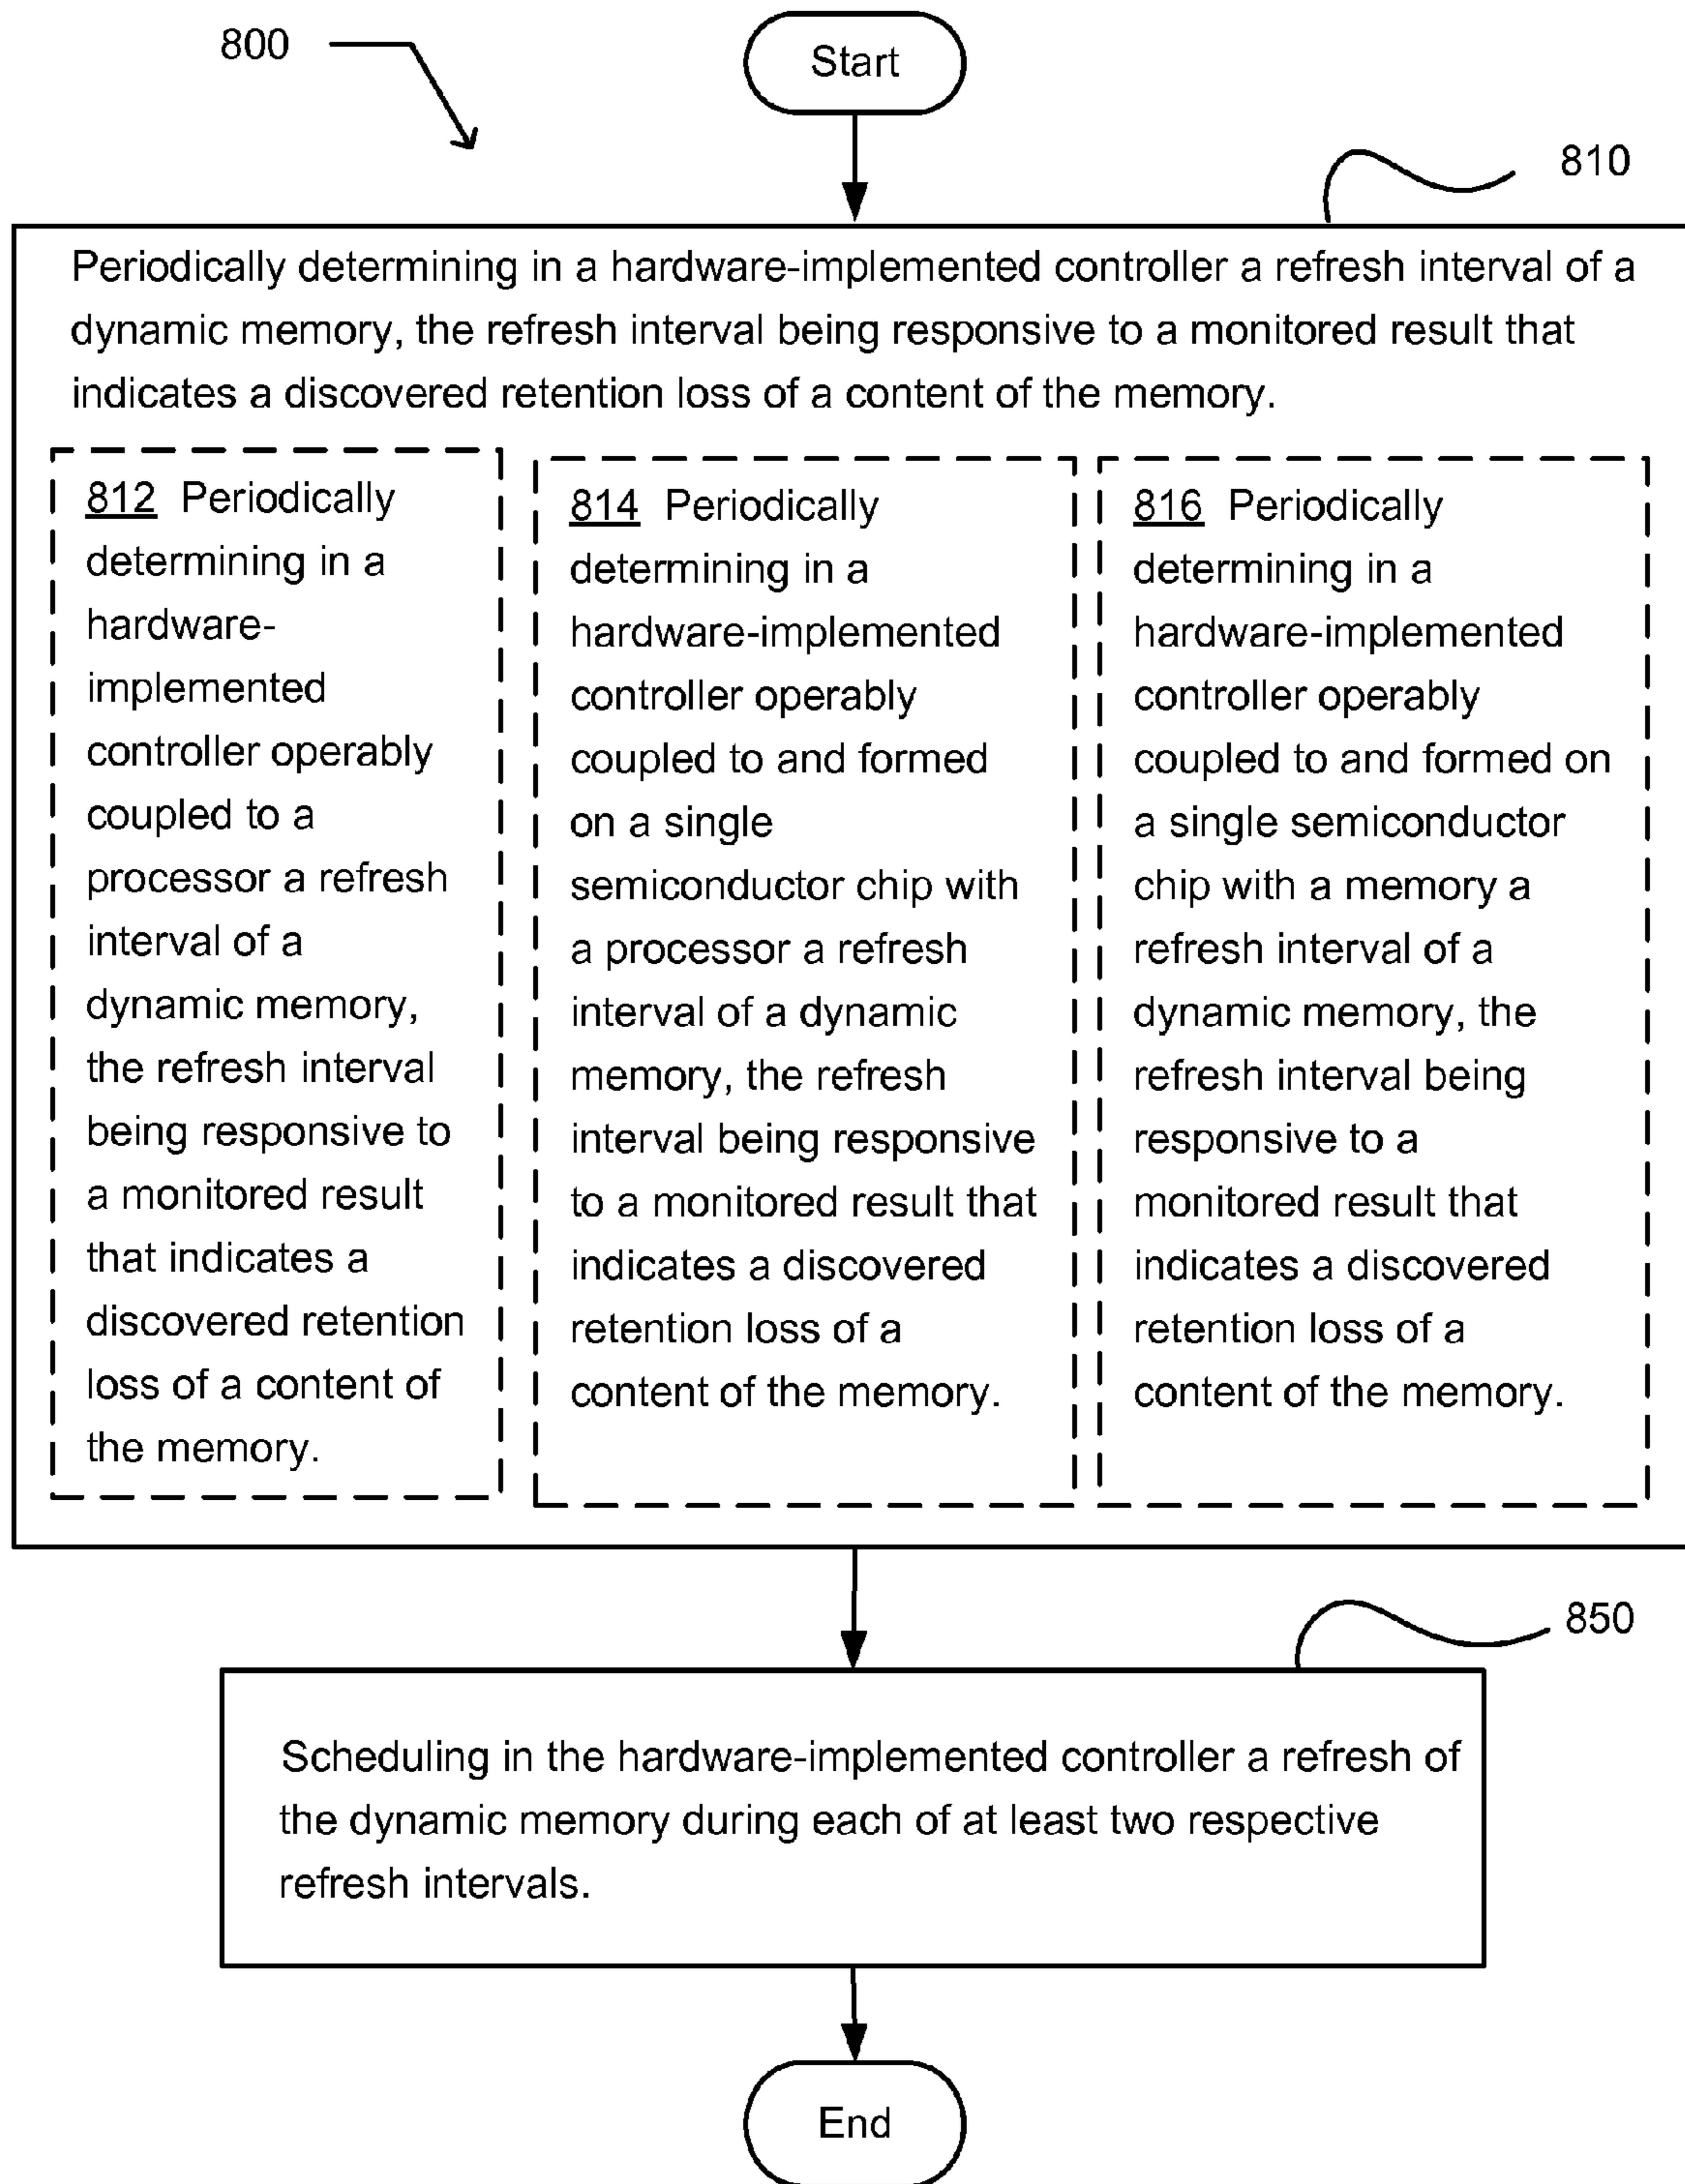 800
Start
810
Periodically determining in a hardware-implemented controller a refresh interval of a
dynamic memory, the refresh interval being responsive to a monitored result that
indicates a discovered retention loss of a content of the memory.
812 Periodically
determining in a
hardware-
implemented
controller operably
coupled to a
processor a refresh
interval of a
dynamic memory,
the refresh interval
being responsive to
a monitored result
that indicates a
discovered retention
loss of a content of
the memory.
814 Periodically
determining in a
hardware-implemented
controller operably
coupled to and formed
on a single
semiconductor chip with
a processor a refresh
interval of a dynamic
memory, the refresh
interval being responsive
to a monitored result that
indicates a discovered
retention loss of a
content of the memory.
816 Periodically
determining in a
hardware-implemented
controller operably
coupled to and formed on
a single semiconductor
chip with a memory a
refresh interval of a
dynamic memory, the
refresh interval being
responsive to a
monitored result that
indicates a discovered
retention loss of a
content of the memory.
850
Scheduling in the hardware-implemented controller a refresh of
the dynamic memory during each of at least two respective
refresh intervals.
End